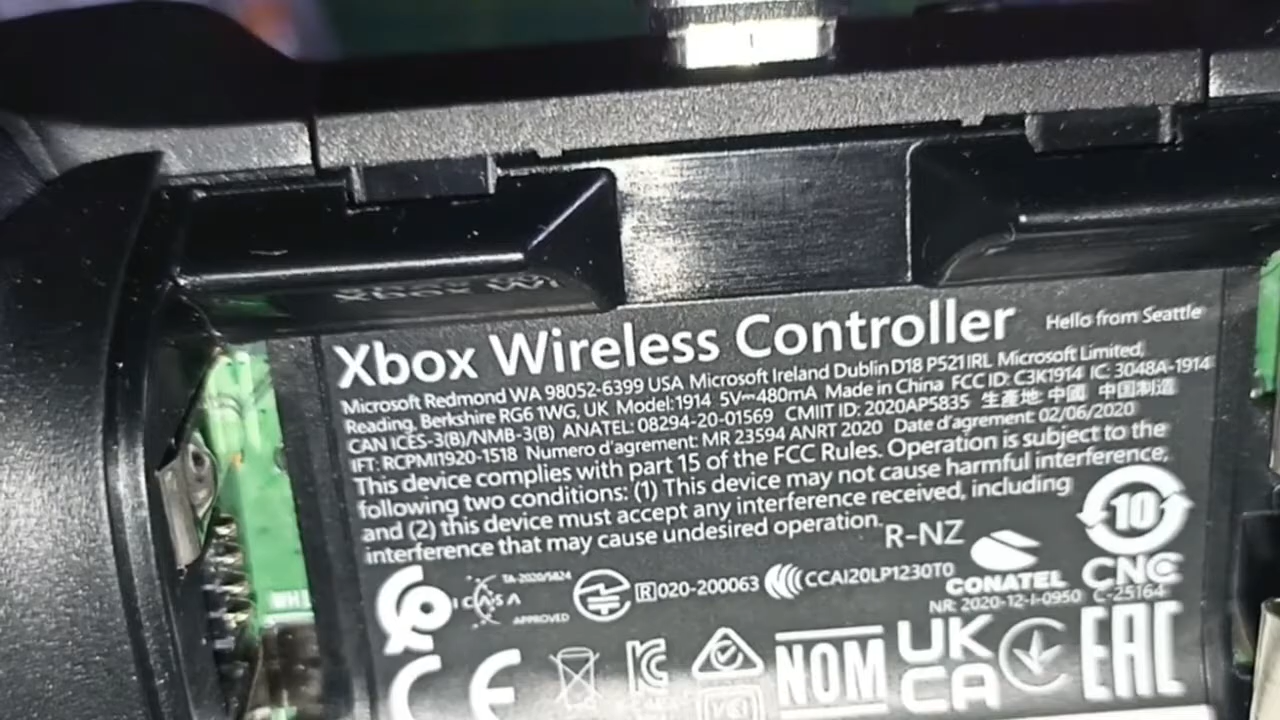 Xbox Wireless Controller Hello from Seattle
Microsoft Redmond WA 98052-6399 USA Microsoft Ireland Dublin D18 P521IRL Microsoft Limited,
Reading, Berkshire RG6 1WG, UK Model:1914 5V⎓480mA Made in China FCC ID: C3K1914 IC: 3048A-1914
CAN ICES-3(B)/NMB-3(B) ANATEL: 08294-20-01569 CMIIT ID: 2020AP5835 生產地: 中國 中国制造
IFT: RCPMI1920-1518 Numero d'agrement: MR 23594 ANRT 2020 Date d'agrement: 02/06/2020
This device complies with part 15 of the FCC Rules. Operation is subject to the
following two conditions: (1) This device may not cause harmful interference,
and (2) this device must accept any interference received, including
interference that may cause undesired operation.
R-NZ
10
ICASA TA-2020/5824 APPROVED
R 020-200063
CCAI20LP1230T0
CONATEL
NR: 2020-12-I-0950
CNC
C-25164
CE
NOM
UK
CA
EAC